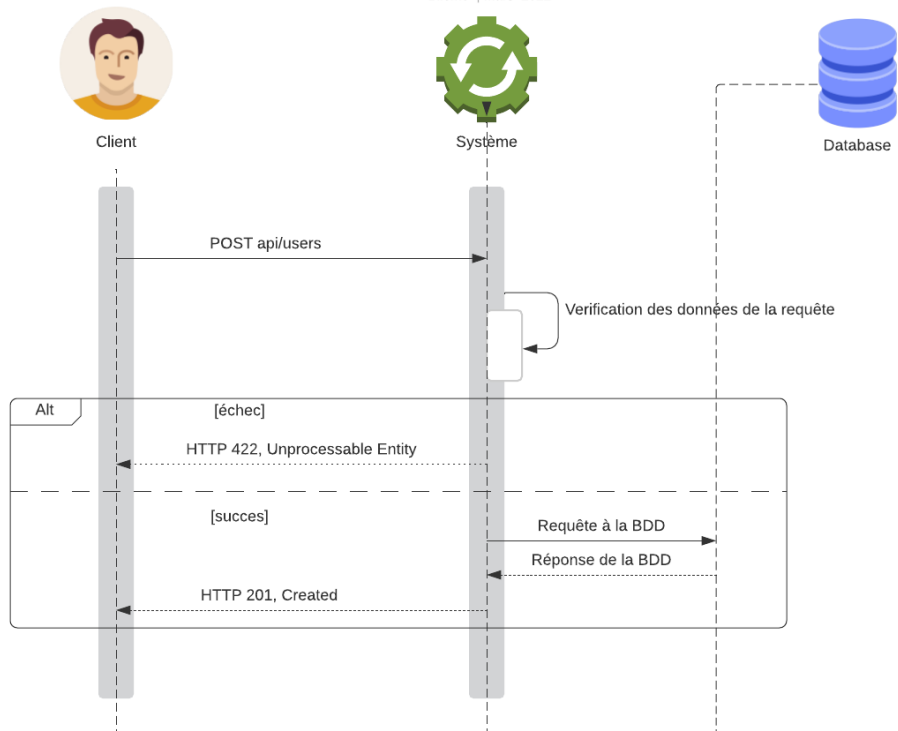 Client
Système
Database
POST api/users
Verification des données de la requête
Alt
[échec]
HTTP 422, Unprocessable Entity
[succes]
Requête à la BDD
Réponse de la BDD
HTTP 201, Created